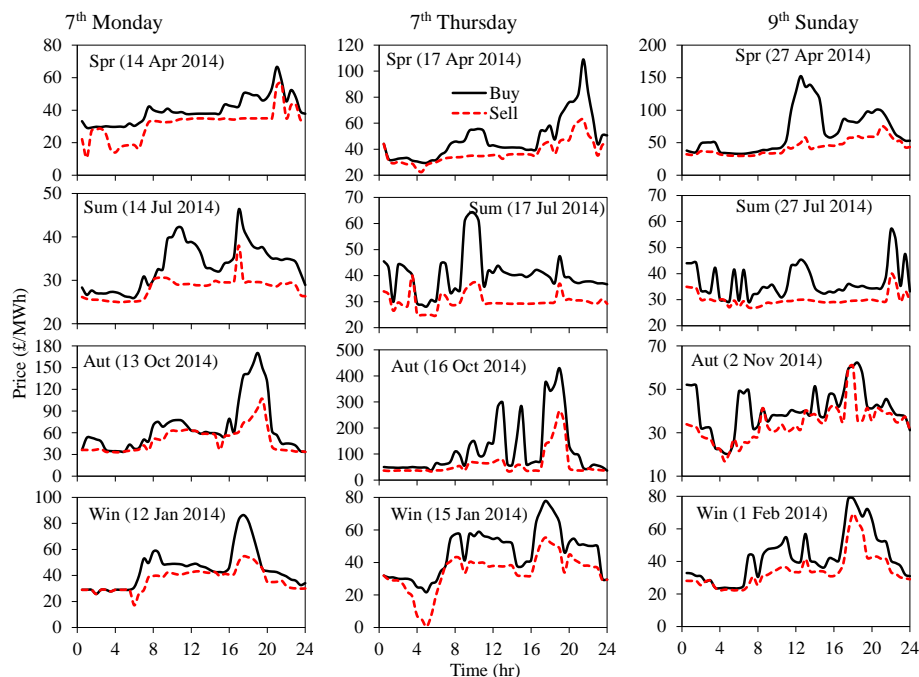 7th Monday
7th Thursday
9th Sunday
Price (£/MWh)
80
60
40
20
0
Spr (14 Apr 2014)
120
100
80
60
40
20
Spr (17 Apr 2014)
Buy
Sell
200
150
100
50
0
Spr (27 Apr 2014)
50
40
30
20
Sum (14 Jul 2014)
70
60
50
40
30
20
Sum (17 Jul 2014)
70
60
50
40
30
20
Sum (27 Jul 2014)
180
150
120
90
60
30
0
Aut (13 Oct 2014)
500
400
300
200
100
0
Aut (16 Oct 2014)
70
50
30
10
Aut (2 Nov 2014)
100
80
60
40
20
0
Win (12 Jan 2014)
0 4 8 12 16 20 24
80
60
40
20
0
Win (15 Jan 2014)
0 4 8 12 16 20 24
80
60
40
20
0
Win (1 Feb 2014)
0 4 8 12 16 20 24
Time (hr)